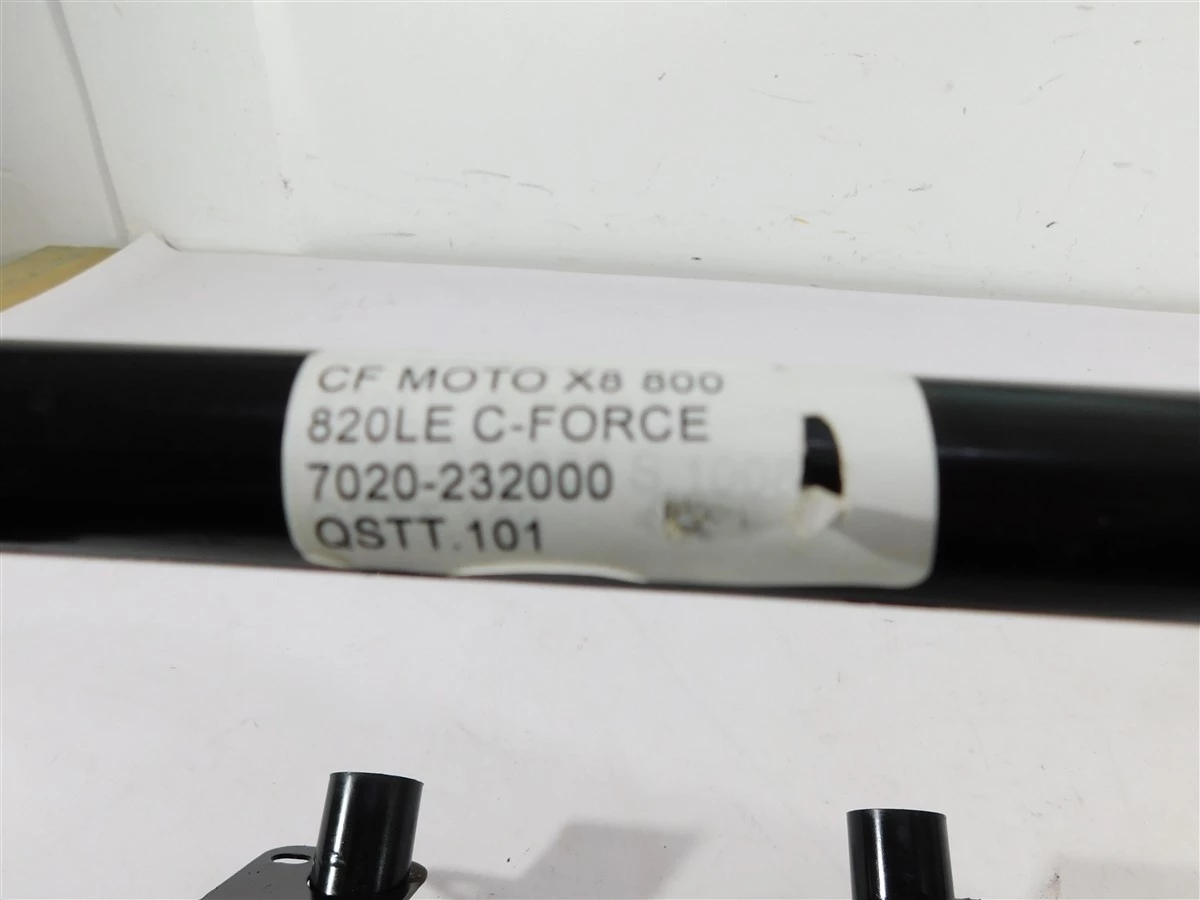 CF MOTO X8 800
820LE C-FORCE
7020-232000
QSTT.101